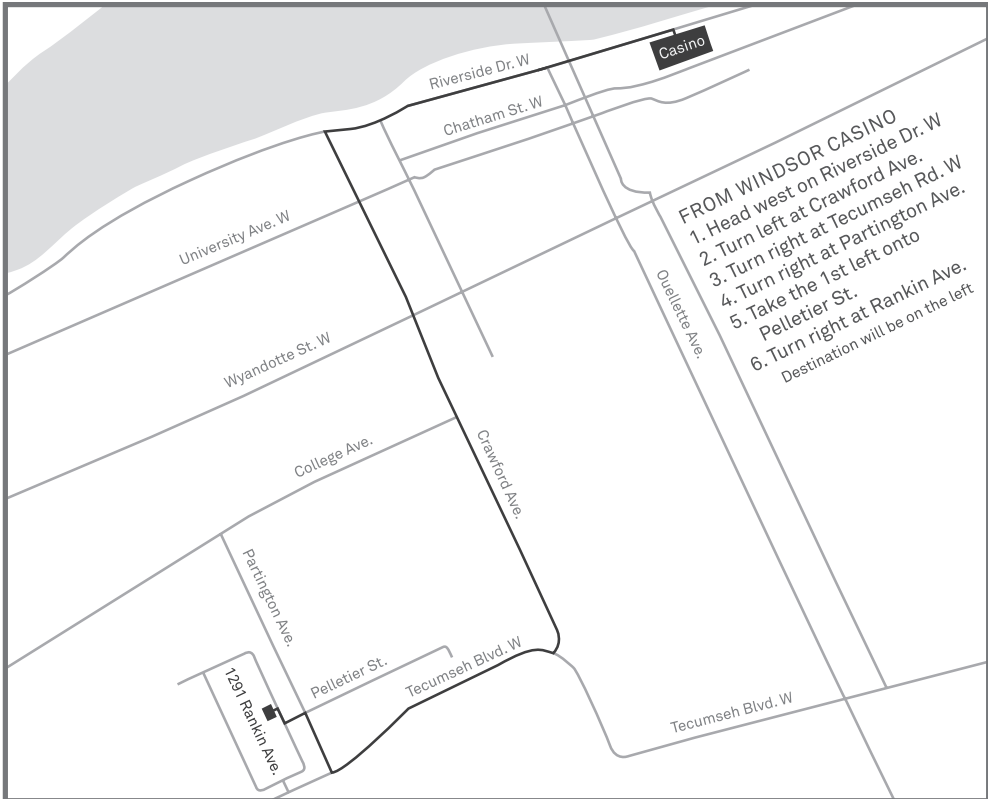 Casino
Riverside Dr. W
Chatham St. W
University Ave. W
Wyandotte St. W
College Ave.
Crawford Ave.
Ouellette Ave.
Partington Ave.
Pelletier St.
Tecumseh Blvd. W
Tecumseh Blvd. W
1291 Rankin Ave.
FROM WINDSOR CASINO
1. Head west on Riverside Dr. W
2. Turn left at Crawford Ave.
3. Turn right at Tecumseh Rd. W
4. Turn right at Partington Ave.
5. Take the 1st left onto
Pelletier St.
6. Turn right at Rankin Ave.
Destination will be on the left